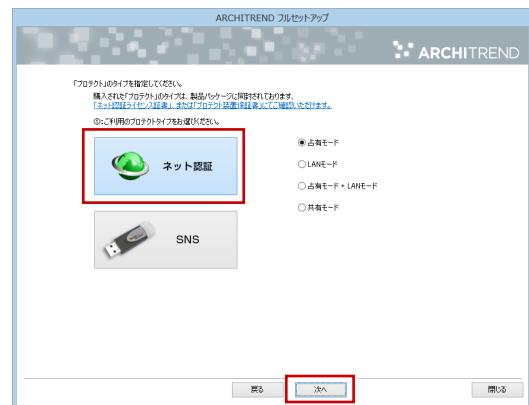 ARCHITREND フルセットアップ
ARCHITREND
「プロテクト」のタイプを指定してください。
購入された「プロテクト」のタイプは、製品パッケージに同封されております、
「ネット認証ライセンス証書」、または「プロテクト装置保証書」にてご確認いただけます。
①:ご利用のプロテクトタイプをお選びください。
ネット認証
SNS
占有モード
LANモード
占有モード + LANモード
共有モード
戻る
次へ
閉じる